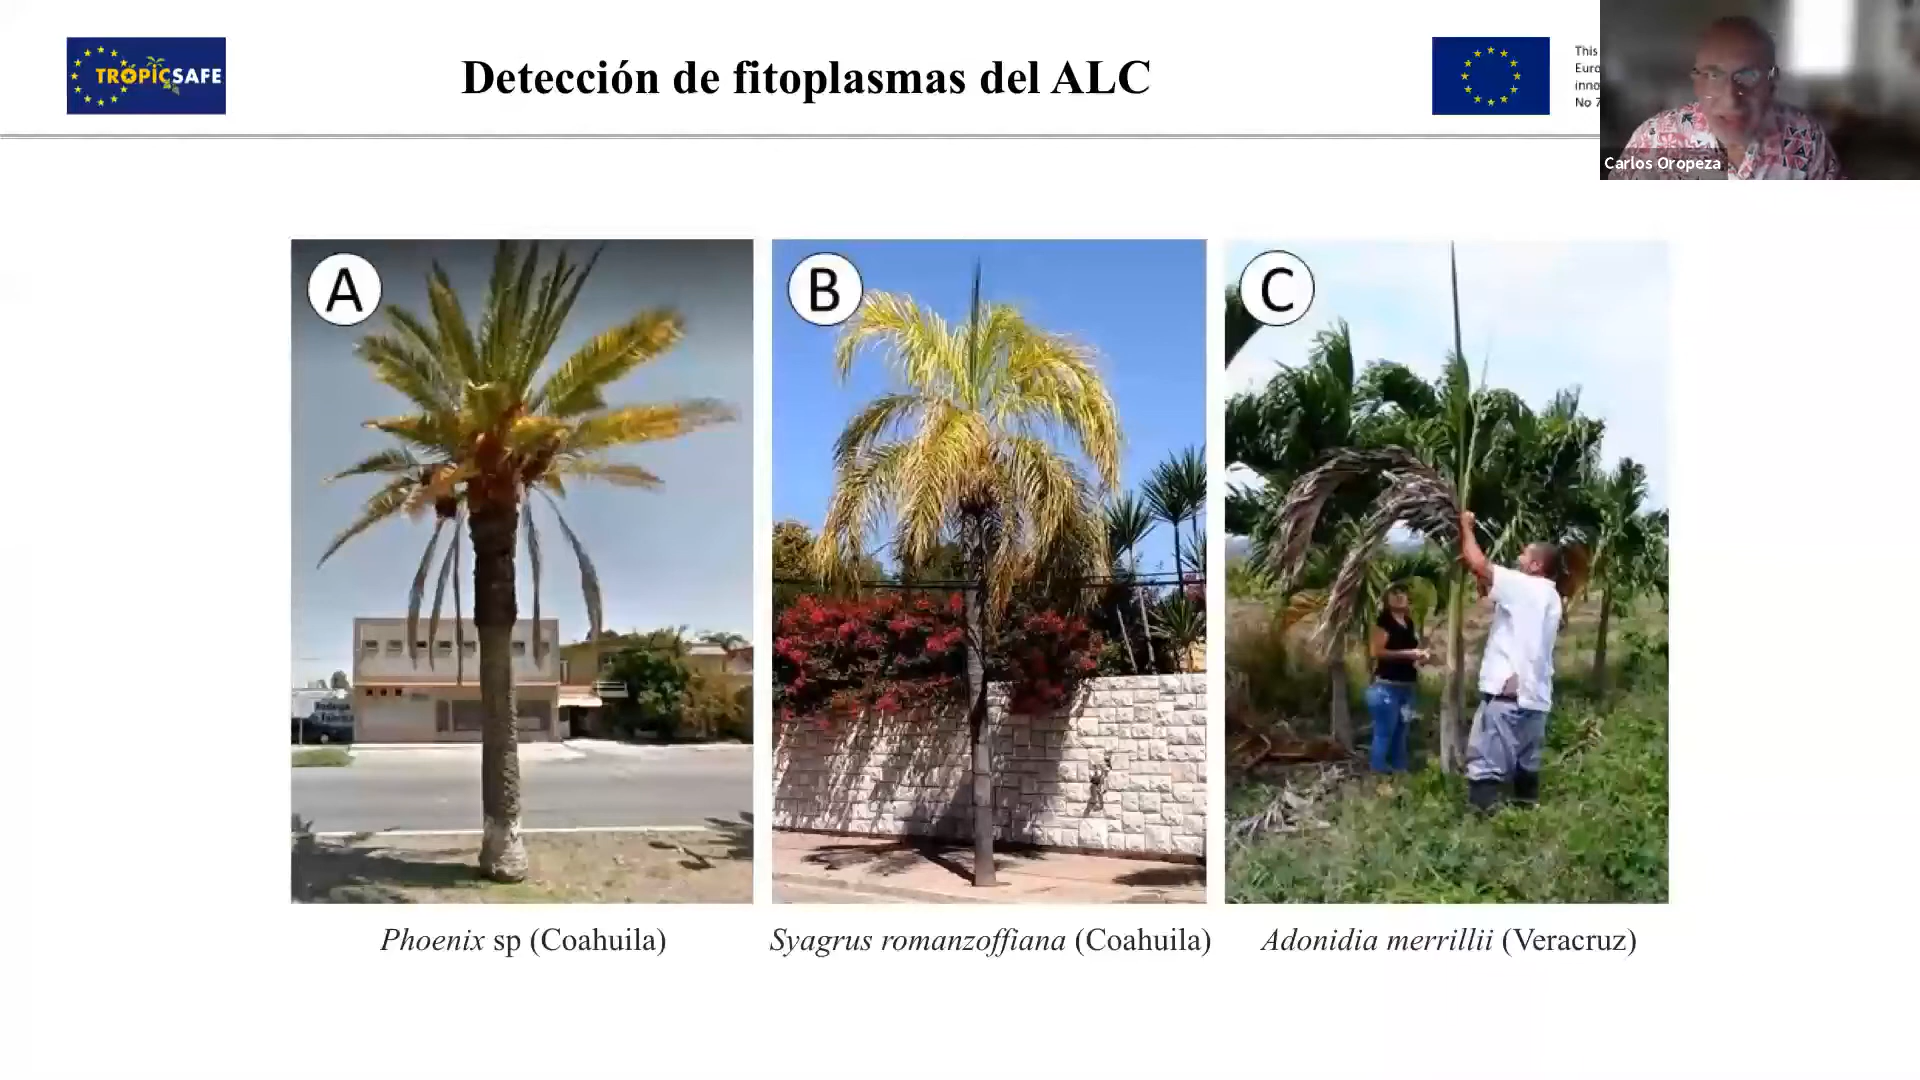 TROPICSAFE
Detección de fitoplasmas del ALC
This
Euro
inno
No 7
Carlos Oropeza
A
B
C
Bodega
Phoenix sp (Coahuila)
Syagrus romanzoffiana (Coahuila)
Adonidia merrillii (Veracruz)